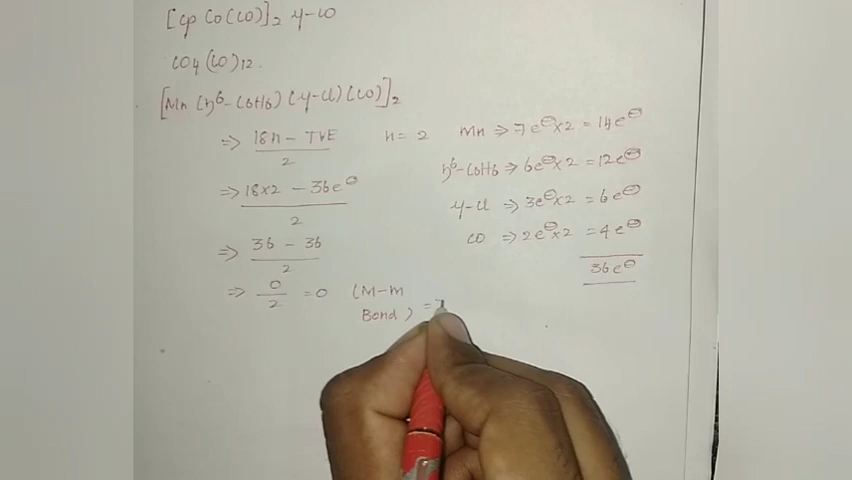 [Cp Co(CO)]₂ μ-CO
CO₄(CO)₁₂.
[Mn(η⁶-C6H6)(μ-Cl)(CO)]₂
⇒ 18n - TVE / 2 n = 2 Mn ⇒ 7e⊖×2 = 14e⊖
η⁶-C6H6 ⇒ 6e⊖×2 = 12e⊖
⇒ 18×2 - 36e⊖ / 2
μ-Cl ⇒ 3e⊖×2 = 6e⊖
⇒ 36 - 36 / 2 CO ⇒ 2e⊖×2 = 4e⊖
36e⊖
⇒ 0 / 2 = 0 (M-M
Bond) =